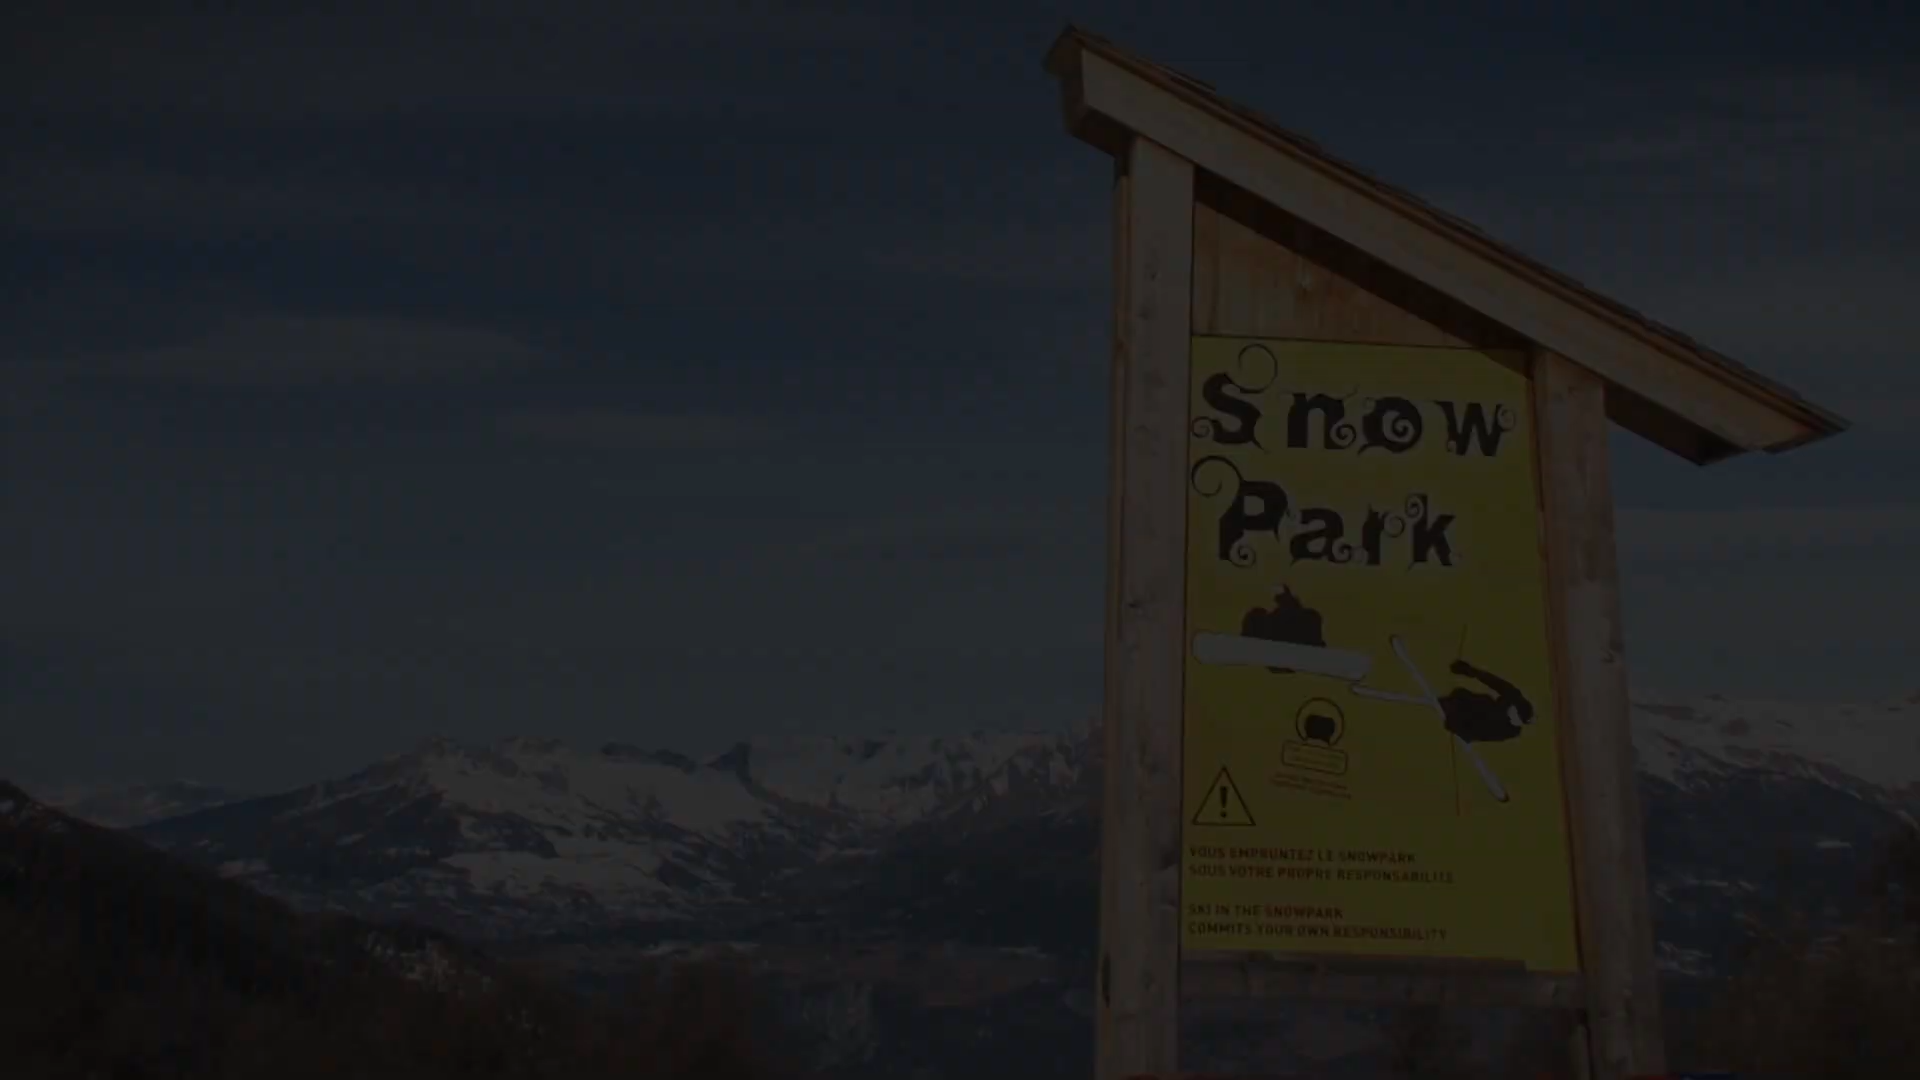 Snow
Park
VOUS EMPRUNTEZ LE SNOWPARK
SOUS VOTRE PROPRE RESPONSABILITE
SKI IN THE SNOWPARK
COMMITS YOUR OWN RESPONSIBILITY